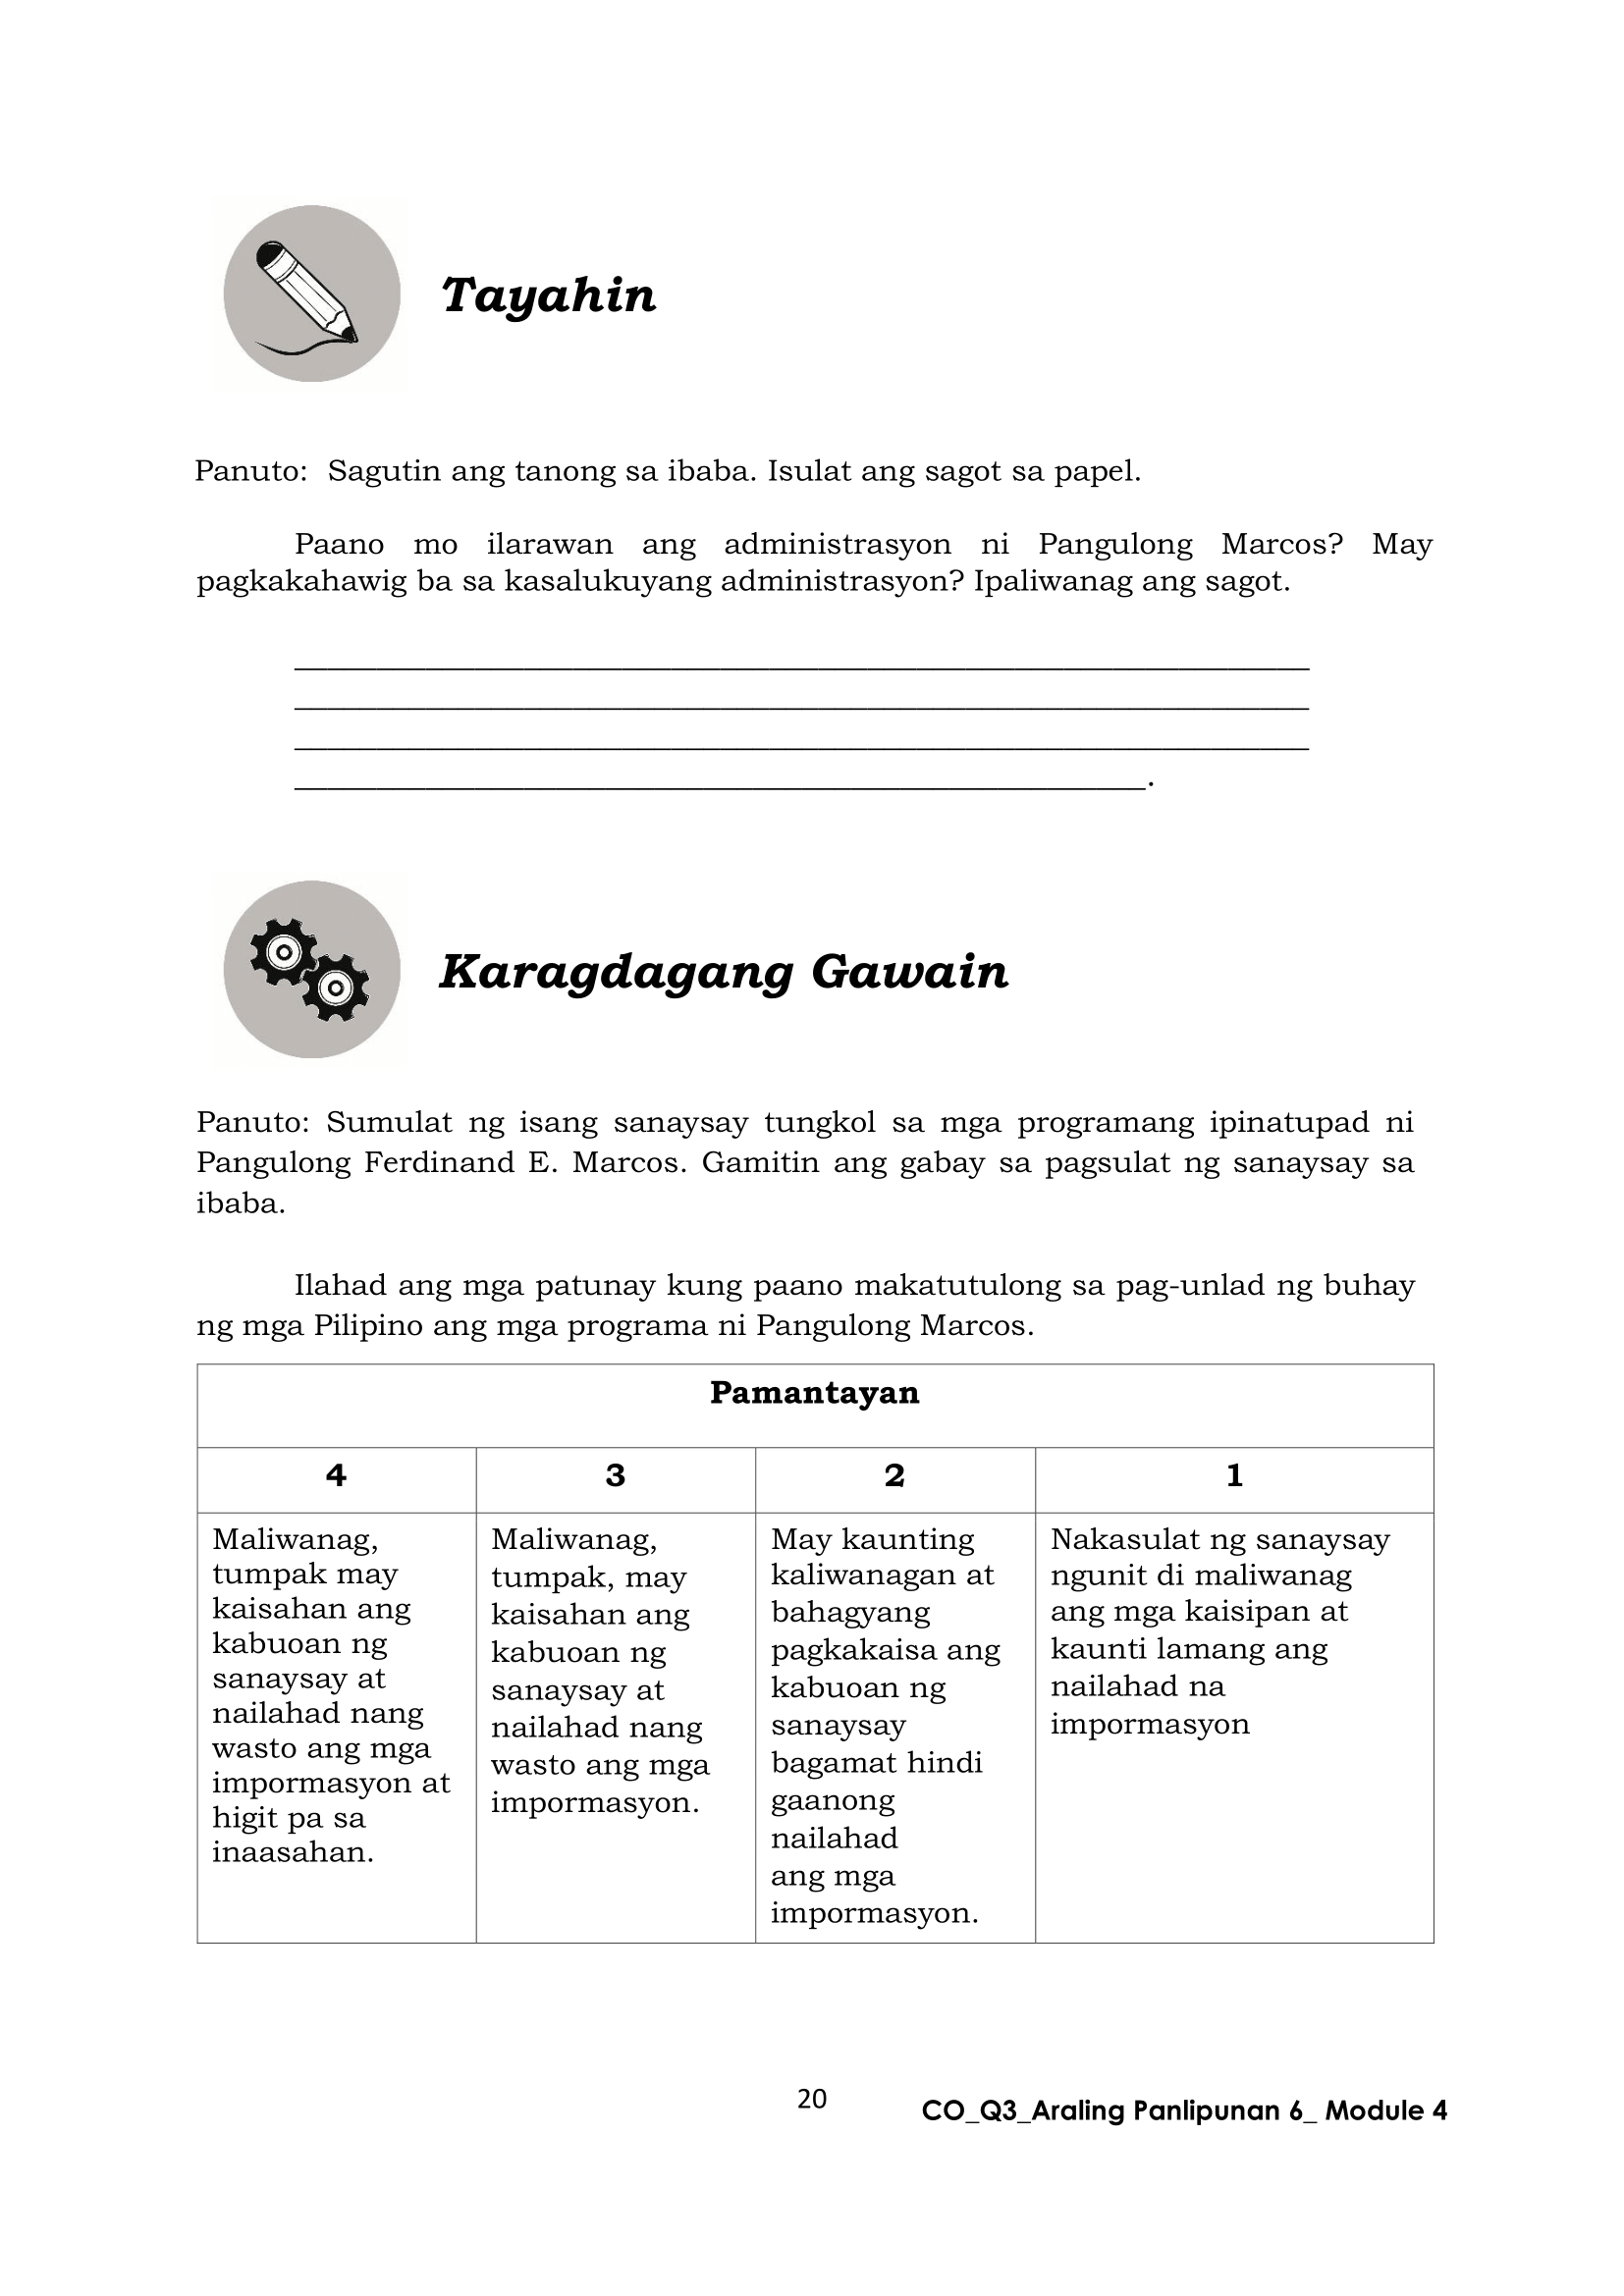 Tayahin
Panuto:  Sagutin ang tanong sa ibaba. Isulat ang sagot sa papel.
Paano mo ilarawan ang administrasyon ni Pangulong Marcos? May
pagkakahawig ba sa kasalukuyang administrasyon? Ipaliwanag ang sagot.
______________________________________________________________
______________________________________________________________
______________________________________________________________
____________________________________________________.
Karagdagang Gawain
Panuto: Sumulat ng isang sanaysay tungkol sa mga programang ipinatupad ni
Pangulong Ferdinand E. Marcos. Gamitin ang gabay sa pagsulat ng sanaysay sa
ibaba.
Ilahad ang mga patunay kung paano makatutulong sa pag-unlad ng buhay
ng mga Pilipino ang mga programa ni Pangulong Marcos.
Pamantayan
4
3
2
1
Maliwanag,
tumpak may
kaisahan ang
kabuoan ng
sanaysay at
nailahad nang
wasto ang mga
impormasyon at
higit pa sa
inaasahan.
Maliwanag,
tumpak, may
kaisahan ang
kabuoan ng
sanaysay at
nailahad nang
wasto ang mga
impormasyon.
May kaunting
kaliwanagan at
bahagyang
pagkakaisa ang
kabuoan ng
sanaysay
bagamat hindi
gaanong
nailahad
ang mga
impormasyon.
Nakasulat ng sanaysay
ngunit di maliwanag
ang mga kaisipan at
kaunti lamang ang
nailahad na
impormasyon
20
CO_Q3_Araling Panlipunan 6_ Module 4